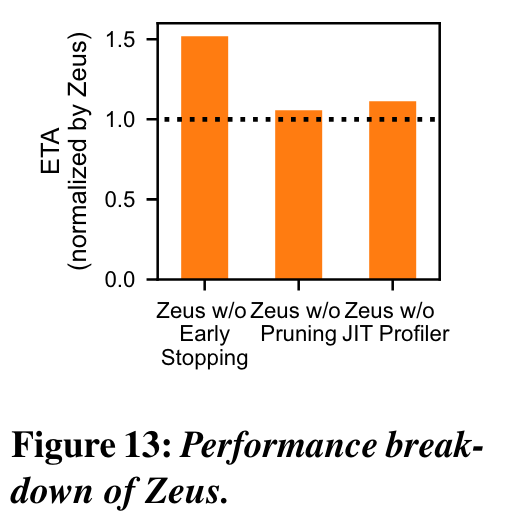 ETA
(normalized by Zeus)
1.5
1.0
0.5
0.0
Zeus w/o Zeus w/o Zeus w/o
Early Pruning JIT Profiler
Stopping
Figure 13: Performance break-
down of Zeus.